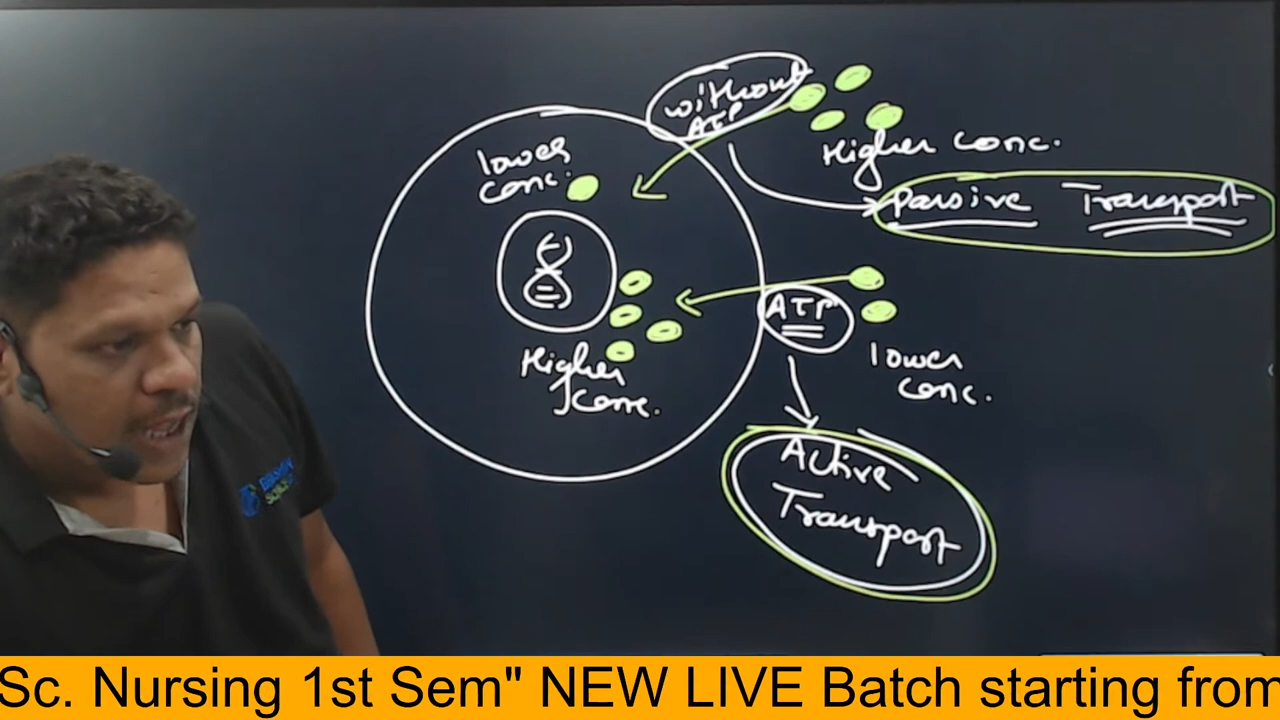 without
ATP
Higher conc.
lower
conc.
Passive Transport
ATP
Higher
conc.
lower
conc.
Active
Transport
Sc. Nursing 1st Sem" NEW LIVE Batch starting from